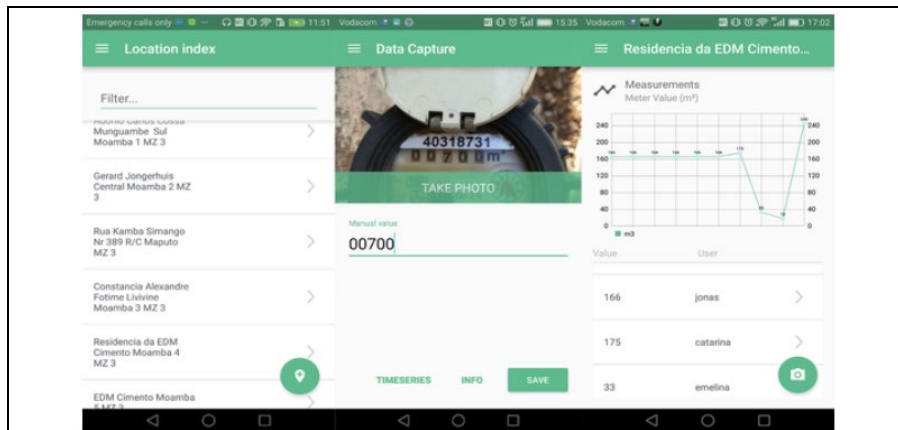 Emergency calls only 11:51
Location index
Filter...
Munguambe Sul
Moamba 1 MZ 3
Gerard Jongerhuis
Central Moamba 2 MZ
3
Rua Kamba Simango
Nr 389 R/C Maputo
MZ 3
Constancia Alexandre
Fotime Livivine
Moamba 3 MZ 3
Residencia da EDM
Cimento Moamba 4
MZ 3
EDM Cimento Moamba
5 MZ 3
Vodacom 15:35
Data Capture
40318731
00700 m³
TAKE PHOTO
Manual value
00700
TIMESERIES INFO SAVE
Vodacom 17:02
Residencia da EDM Cimento...
Measurements
Meter Value (m³)
240 240
200 200
160 160
120 120
80 80
40 40
0 0
m3
Value User
166 jonas
175 catarina
33 emelina